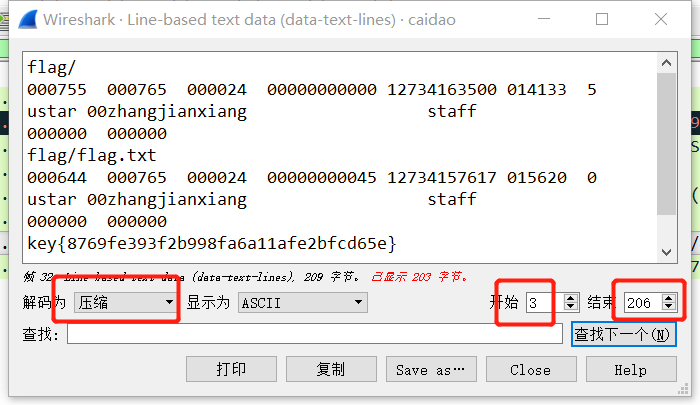 Wireshark · Line-based text data (data-text-lines) · caidao
flag/
000755  000765  000024  00000000000 12734163500 014133  5
ustar 00zhangjianxiang                       staff
000000  000000
flag/flag.txt
000644  000765  000024  00000000045 12734157617 015620  0
ustar 00zhangjianxiang                       staff
000000  000000
key{8769fe393f2b998fa6a11afe2bfcd65e}
帧 32, Line-based text data (data-text-lines), 209 字节。 已显示 203 字节。
解码为 压缩 显示为 ASCII 开始 3 结束 206
查找: 查找下一个(N)
打印 复制 Save as… Close Help